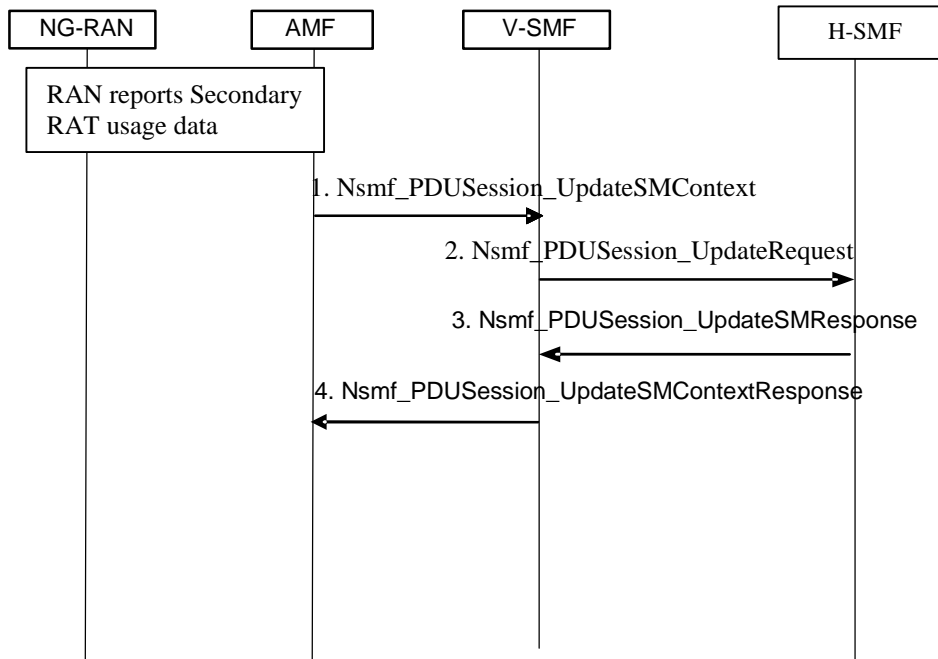 NG-RAN
AMF
V-SMF
H-SMF
RAN reports Secondary
RAT usage data
1. Nsmf_PDUSession_UpdateSMContext
2. Nsmf_PDUSession_UpdateRequest
3. Nsmf_PDUSession_UpdateSMResponse
4. Nsmf_PDUSession_UpdateSMContextResponse